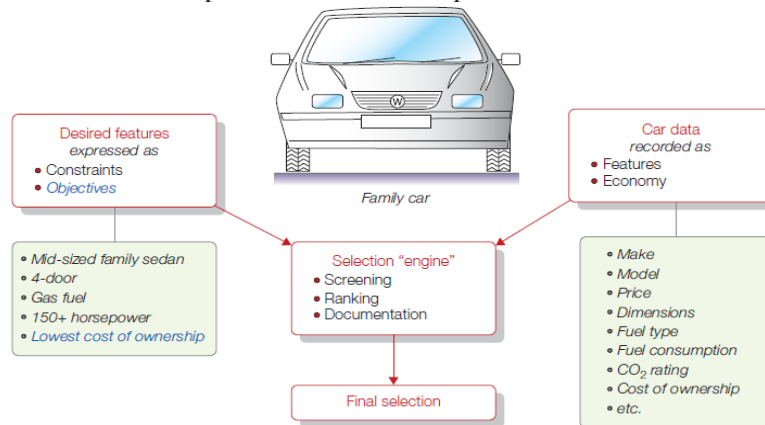 W
Desired features
expressed as
• Constraints
• Objectives
Family car
Car data
recorded as
• Features
• Economy
• Mid-sized family sedan
• 4-door
• Gas fuel
• 150+ horsepower
• Lowest cost of ownership
Selection “engine”
• Screening
• Ranking
• Documentation
• Make
• Model
• Price
• Dimensions
• Fuel type
• Fuel consumption
• CO₂ rating
• Cost of ownership
• etc.
Final selection